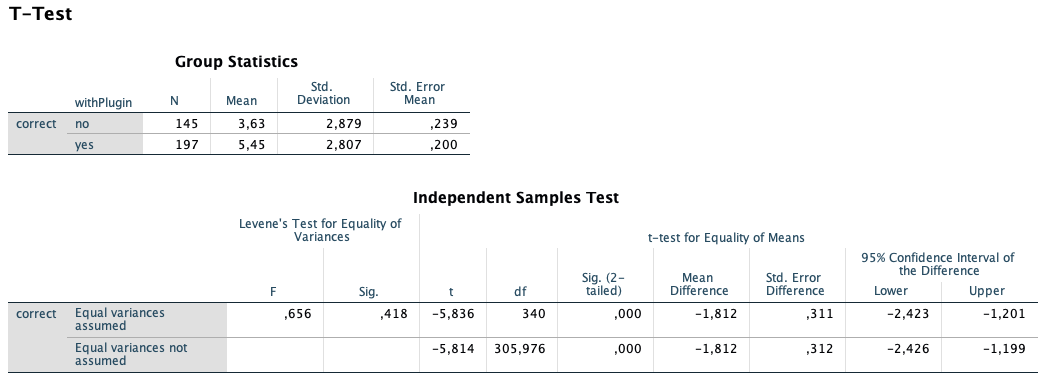 T-Test
Group Statistics
withPlugin N Mean Std. Deviation Std. Error Mean
correct no 145 3,63 2,879 ,239
yes 197 5,45 2,807 ,200
Independent Samples Test
Levene's Test for Equality of Variances t-test for Equality of Means
F Sig. t df Sig. (2-tailed) Mean Difference Std. Error Difference 95% Confidence Interval of the Difference
Lower Upper
correct Equal variances assumed ,656 ,418 -5,836 340 ,000 -1,812 ,311 -2,423 -1,201
Equal variances not assumed -5,814 305,976 ,000 -1,812 ,312 -2,426 -1,199